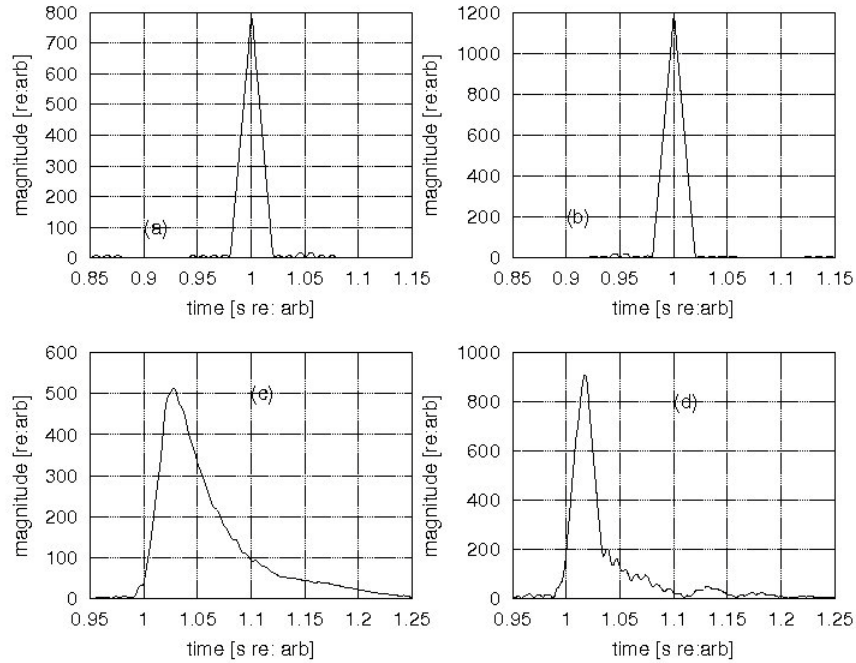 800
700
600
500
400
300
200
100
0
magnitude [re:arb]
(a)
0.85 0.9 0.95 1 1.05 1.1 1.15
time [s re: arb]
1200
1000
800
600
400
200
0
magnitude [re:arb]
(b)
0.85 0.9 0.95 1 1.05 1.1 1.15
time [s re:arb]
600
500
400
300
200
100
0
magnitude [re:arb]
(c)
0.95 1 1.05 1.1 1.15 1.2 1.25
time [s re:arb]
1000
800
600
400
200
0
magnitude [re:arb]
(d)
0.95 1 1.05 1.1 1.15 1.2 1.25
time [s re:arb]